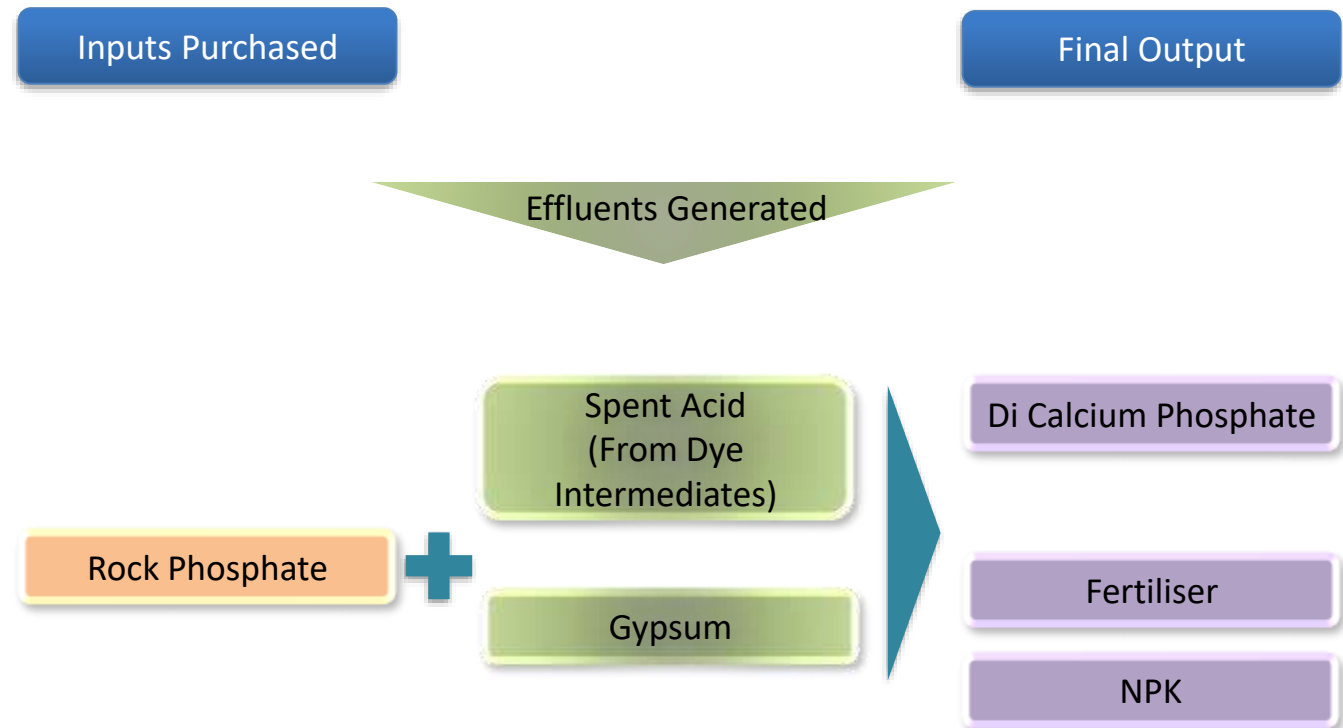 Inputs Purchased
Final Output
Effluents Generated
Spent Acid
(From Dye
Intermediates)
Di Calcium Phosphate
Rock Phosphate
Gypsum
Fertiliser
NPK